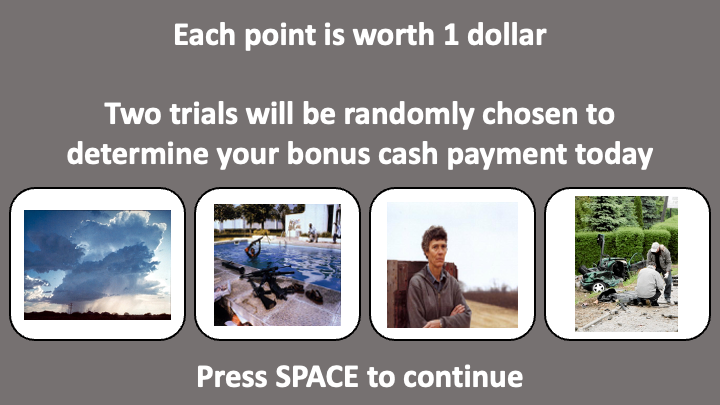 Each point is worth 1 dollar
Two trials will be randomly chosen to
determine your bonus cash payment today
Press SPACE to continue